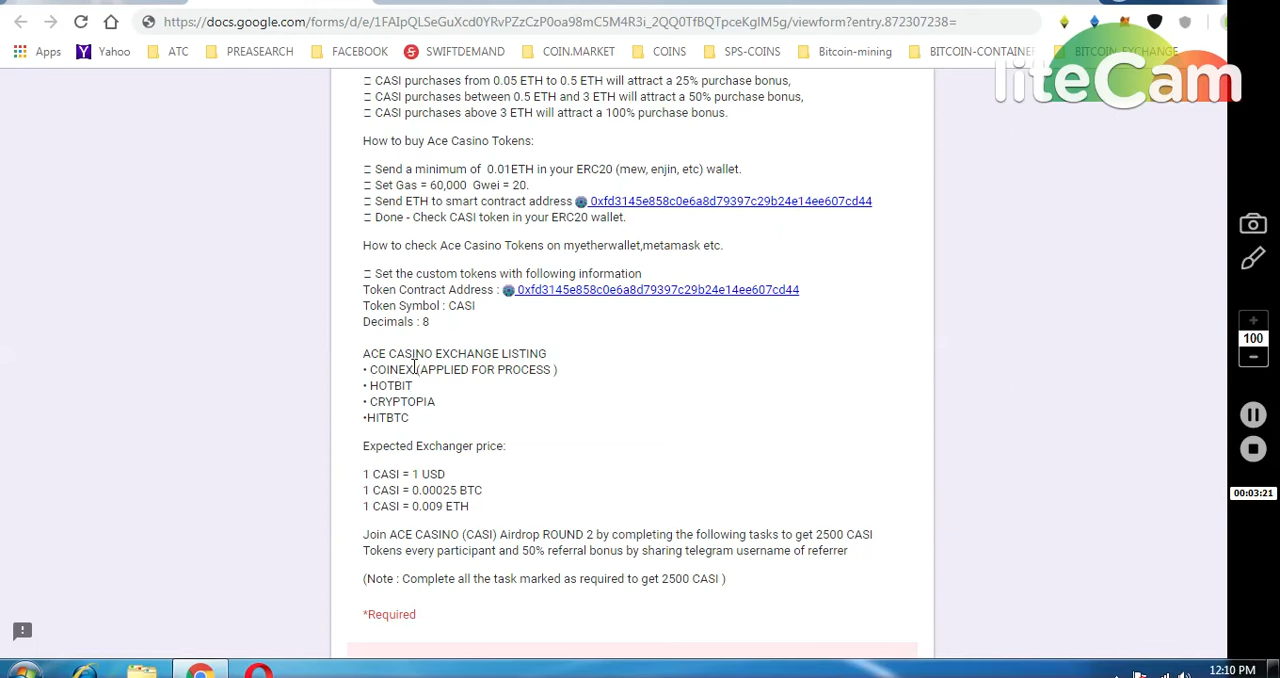 https://docs.google.com/forms/d/e/1FAIpQLSeGuXcd0YRvPZzCzP0oa98mC5M4R3i_2QQ0TfBQTpceKgIM5g/viewform?entry.872307238=
Apps Yahoo ATC PREASEARCH FACEBOOK SWIFTDEMAND COIN.MARKET COINS SPS-COINS Bitcoin-mining BITCOIN-CONTAINE BITCOIN-EXCHANGE
liteCam
CASI purchases from 0.05 ETH to 0.5 ETH will attract a 25% purchase bonus,
CASI purchases between 0.5 ETH and 3 ETH will attract a 50% purchase bonus,
CASI purchases above 3 ETH will attract a 100% purchase bonus.
How to buy Ace Casino Tokens:
Send a minimum of 0.01ETH in your ERC20 (mew, enjin, etc) wallet.
Set Gas = 60,000 Gwei = 20.
Send ETH to smart contract address 0xfd3145e858c0e6a8d79397c29b24e14ee607cd44
Done - Check CASI token in your ERC20 wallet.
How to check Ace Casino Tokens on myetherwallet,metamask etc.
Set the custom tokens with following information
Token Contract Address : 0xfd3145e858c0e6a8d79397c29b24e14ee607cd44
Token Symbol : CASI
Decimals : 8
100
ACE CASINO EXCHANGE LISTING
• COINEX(APPLIED FOR PROCESS )
• HOTBIT
• CRYPTOPIA
•HITBTC
Expected Exchanger price:
1 CASI = 1 USD
1 CASI = 0.00025 BTC
00:03:21
1 CASI = 0.009 ETH
Join ACE CASINO (CASI) Airdrop ROUND 2 by completing the following tasks to get 2500 CASI
Tokens every participant and 50% referral bonus by sharing telegram username of referrer
(Note : Complete all the task marked as required to get 2500 CASI )
*Required
12:10 PM